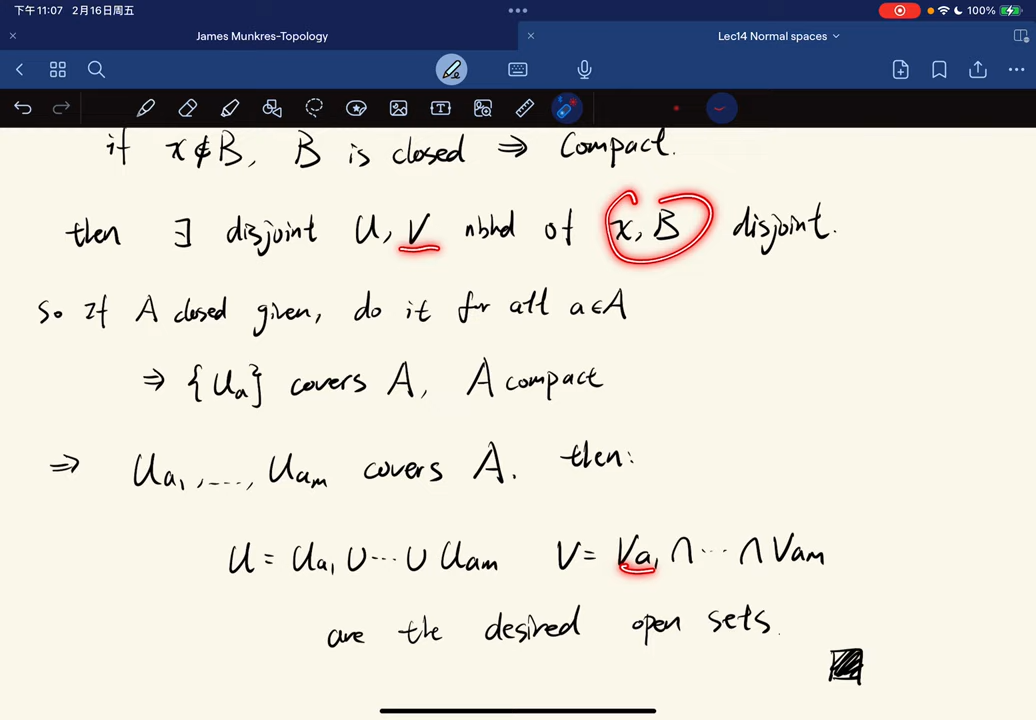 下午11:07 2月16日周五
100%
James Munkres-Topology
Lec14 Normal spaces
if x∉B, B is closed ⇒ Compact.
then ∃ disjoint U, V nbhd of x, B disjoint.
So If A closed given, do it for all a∈A
⇒ {Ua} covers A, A compact
⇒ Ua₁,...., Uam covers A. then:
U = Ua₁ ∪ ... ∪ Uam V = Va₁ ∩ ... ∩ Vam
are the desired open sets.